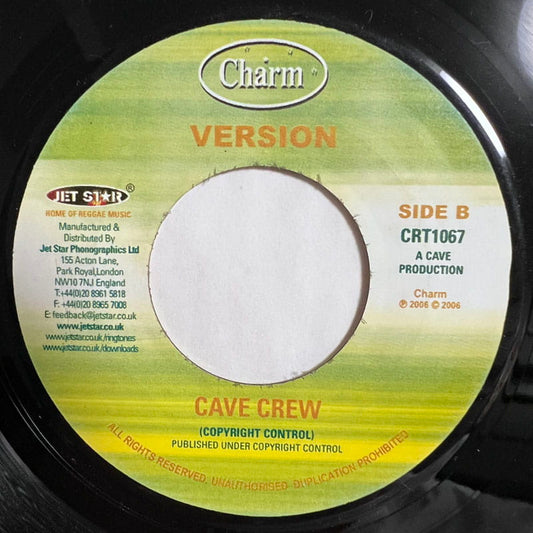 Charm
VERSION
JET STAR®
HOME OF REGGAE MUSIC
Manufactured &
Distributed By
Jet Star Phonographics Ltd
155 Acton Lane,
Park Royal,London
NW10 7NJ England
T:+44(0)20 8961 5818
F: +44(0)20 8965 7008
E: feedback@jetstar.co.uk
www.jetstar.co.uk
www.jetstar.co.uk/ringtones
www.jetstar.co.uk/downloads
SIDE B
CRT1067
A CAVE
PRODUCTION
Charm
℗ 2006 © 2006
CAVE CREW
(COPYRIGHT CONTROL)
PUBLISHED UNDER COPYRIGHT CONTROL
ALL RIGHTS RESERVED. UNAUTHORISED DUPLICATION PROHIBITED